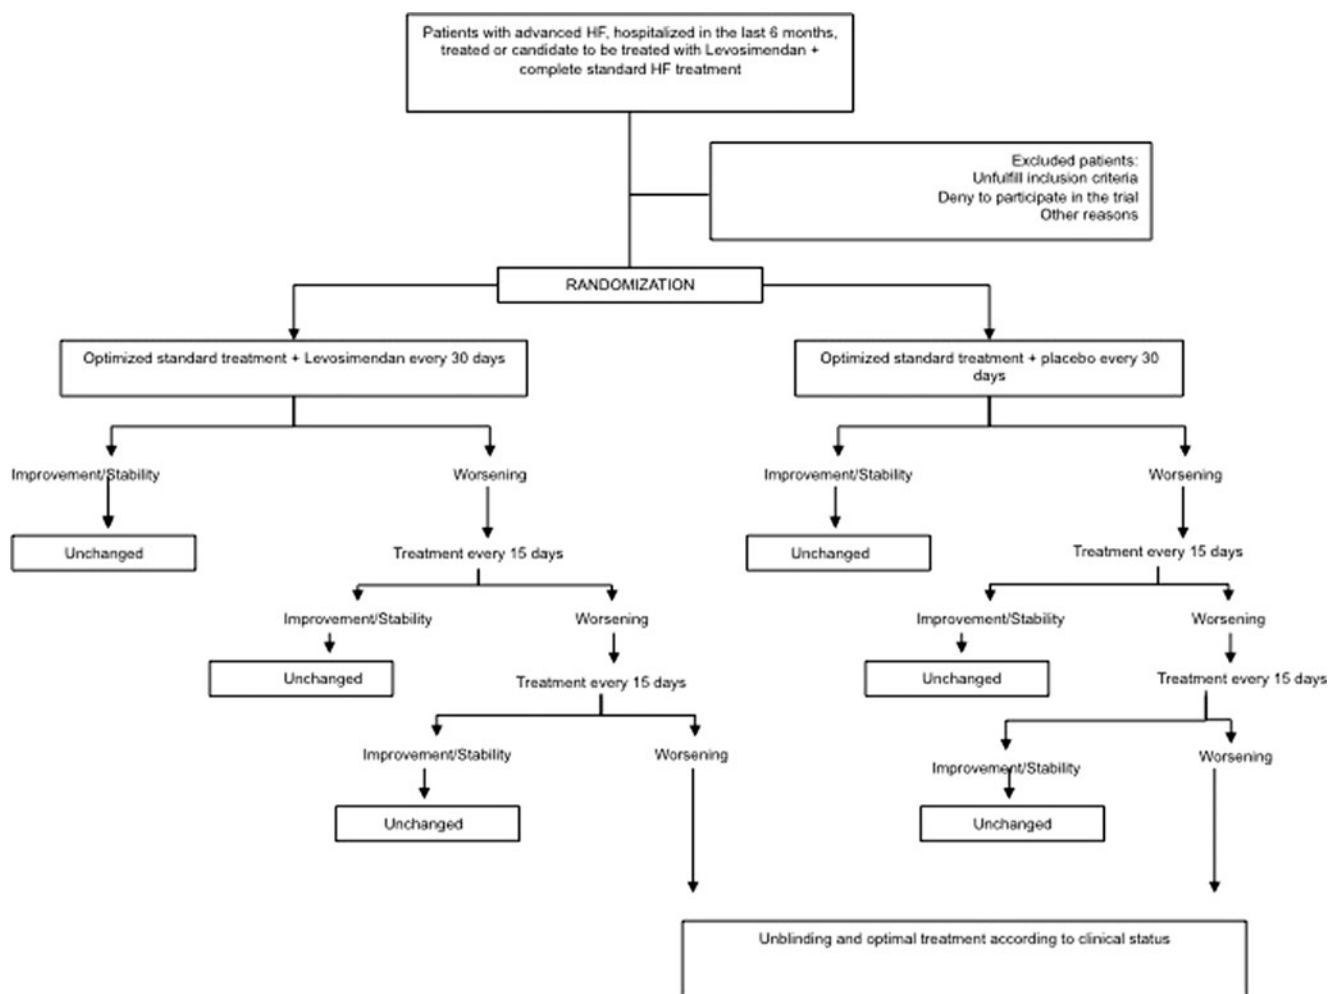 Patients with advanced HF, hospitalized in the last 6 months,
treated or candidate to be treated with Levosimendan +
complete standard HF treatment
Excluded patients:
Unfulfill inclusion criteria
Deny to participate in the trial
Other reasons
RANDOMIZATION
Optimized standard treatment + Levosimendan every 30 days
Optimized standard treatment + placebo every 30
days
Improvement/Stability
Worsening
Improvement/Stability
Worsening
Unchanged
Treatment every 15 days
Unchanged
Treatment every 15 days
Improvement/Stability
Worsening
Improvement/Stability
Worsening
Unchanged
Treatment every 15 days
Unchanged
Treatment every 15 days
Improvement/Stability
Worsening
Improvement/Stability
Worsening
Unchanged
Unchanged
Unblinding and optimal treatment according to clinical status